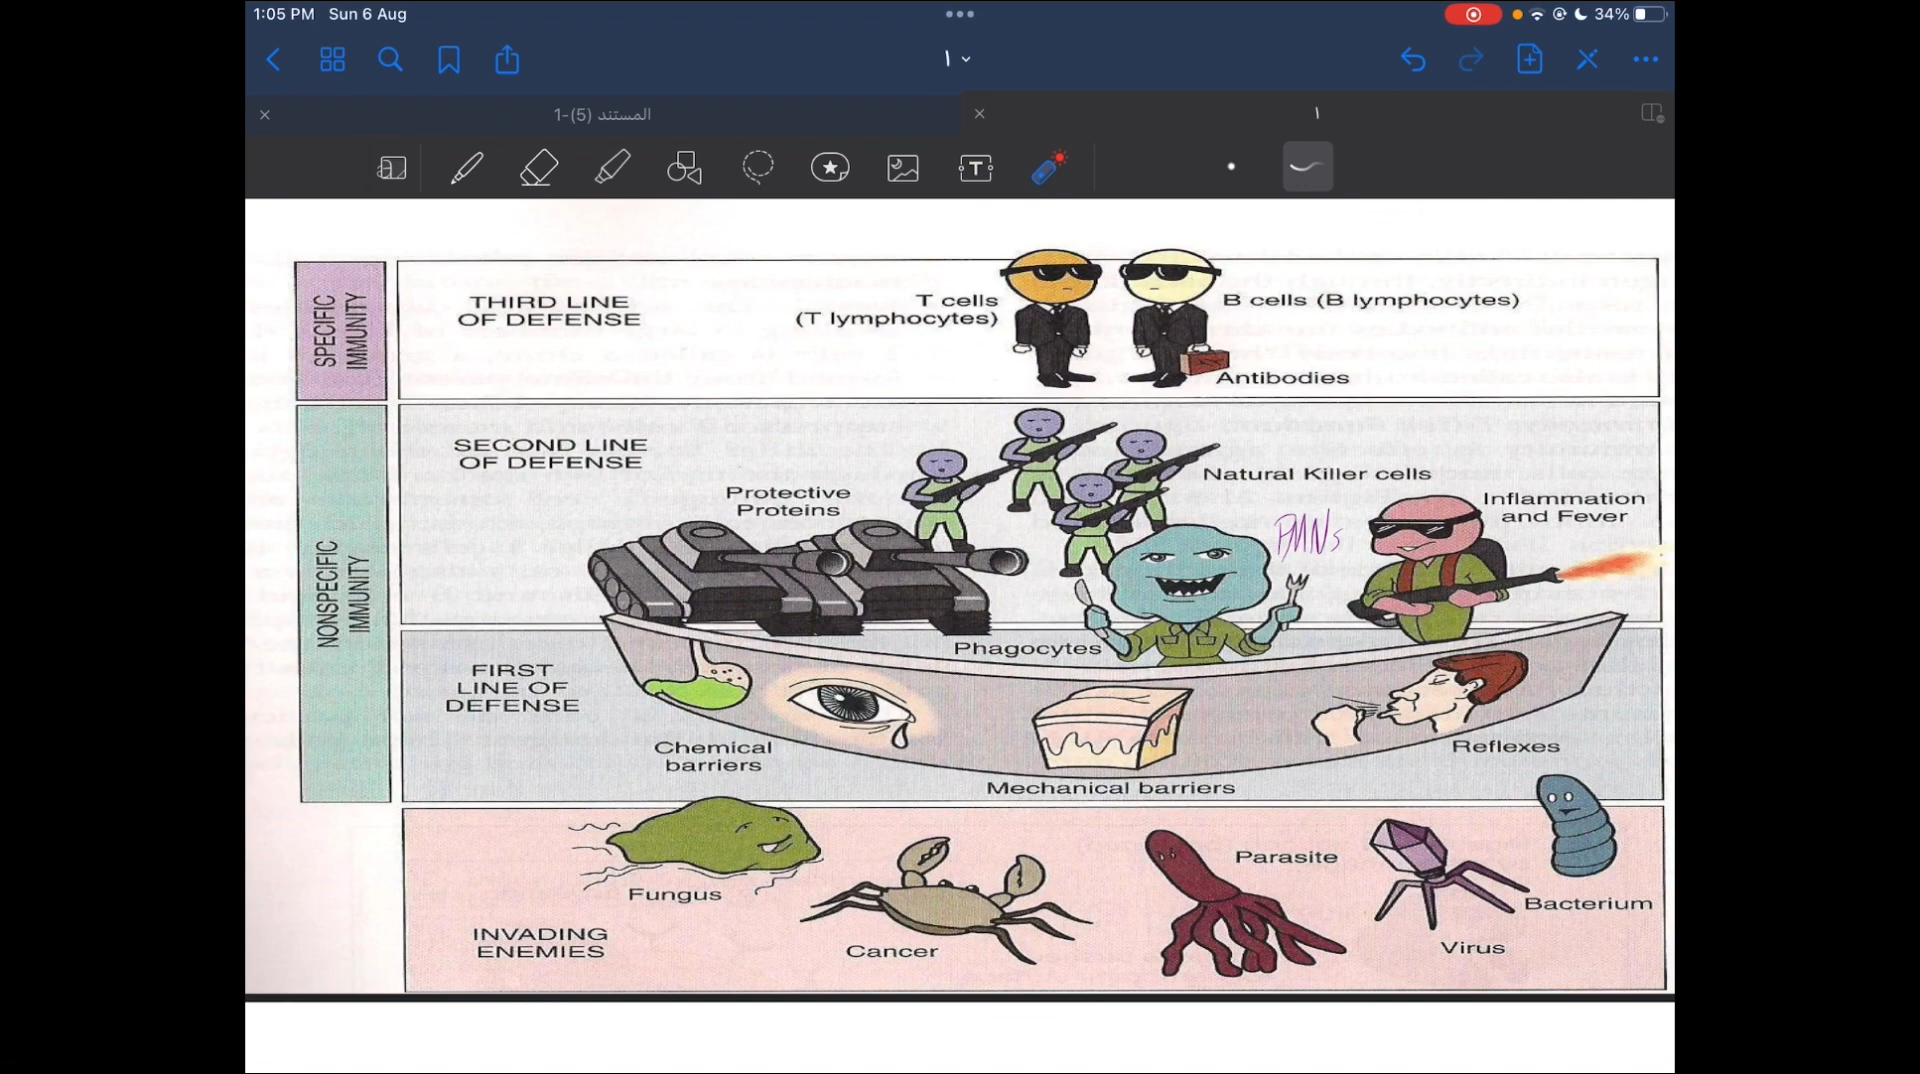 1:05 PM Sun 6 Aug
34%
١
المستند (5)-1
١
T
SPECIFIC
IMMUNITY
THIRD LINE
OF DEFENSE
T cells
(T lymphocytes)
B cells (B lymphocytes)
Antibodies
NONSPECIFIC
IMMUNITY
SECOND LINE
OF DEFENSE
Protective
Proteins
Natural Killer cells
Inflammation
and Fever
PMNs
Phagocytes
FIRST
LINE OF
DEFENSE
Chemical
barriers
Mechanical barriers
Reflexes
Fungus
INVADING
ENEMIES
Cancer
Parasite
Virus
Bacterium